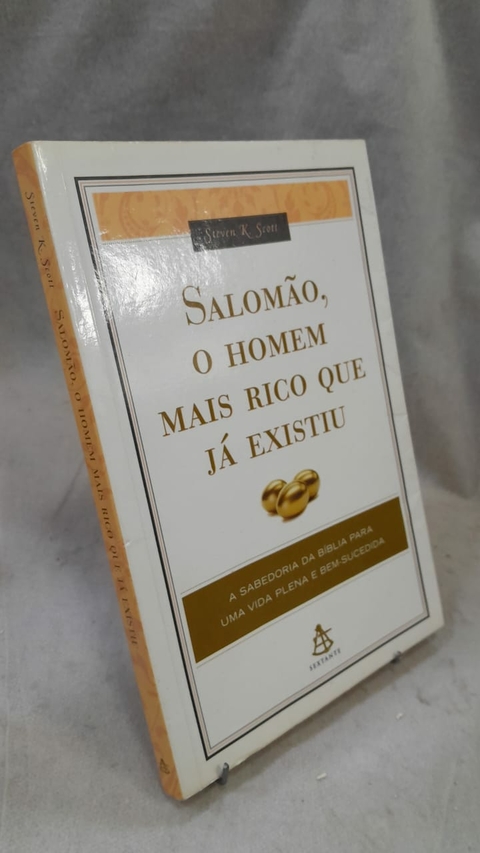 Steven K. Scott
SALOMÃO,
O HOMEM
MAIS RICO QUE
JÁ EXISTIU
A SABEDORIA DA BÍBLIA PARA
UMA VIDA PLENA E BEM-SUCEDIDA
SEXTANTE
Steven K. Scott SALOMÃO, O HOMEM MAIS RICO QUE JÁ EXISTIU